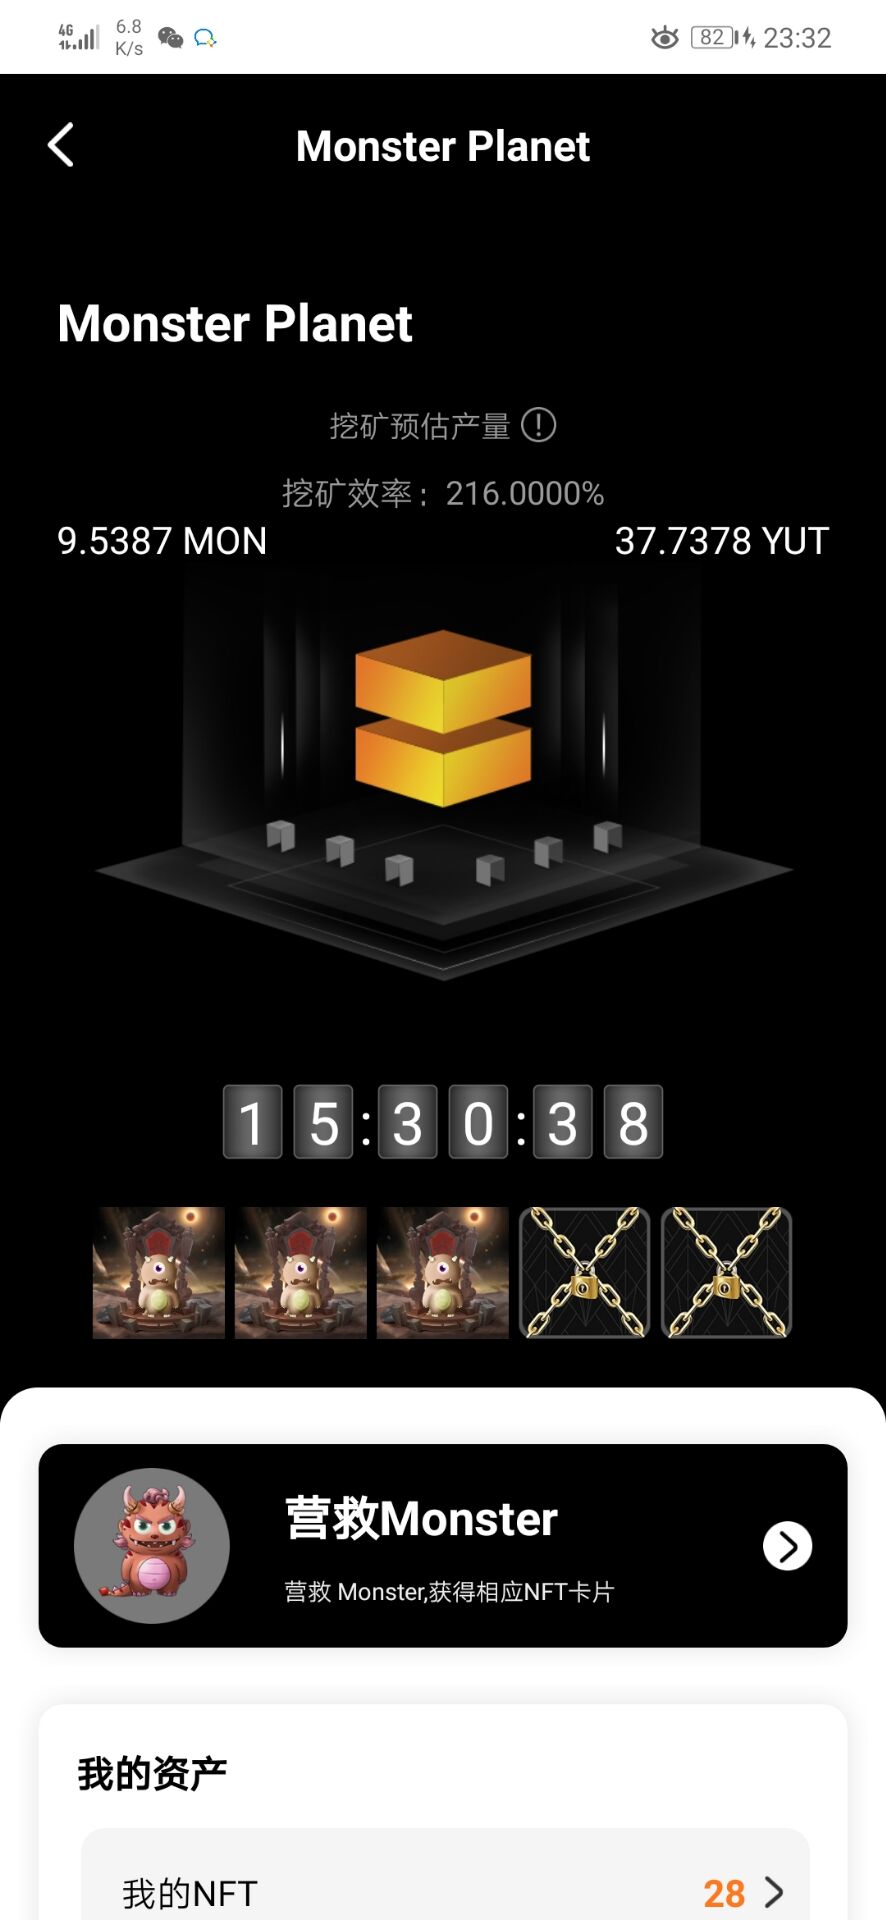 4G
6.8
K/s
82
23:32
Monster Planet
Monster Planet
挖矿预估产量
挖矿效率：216.0000%
9.5387 MON
37.7378 YUT
15:30:38
营救Monster
营救 Monster,获得相应NFT卡片
我的资产
我的NFT
28